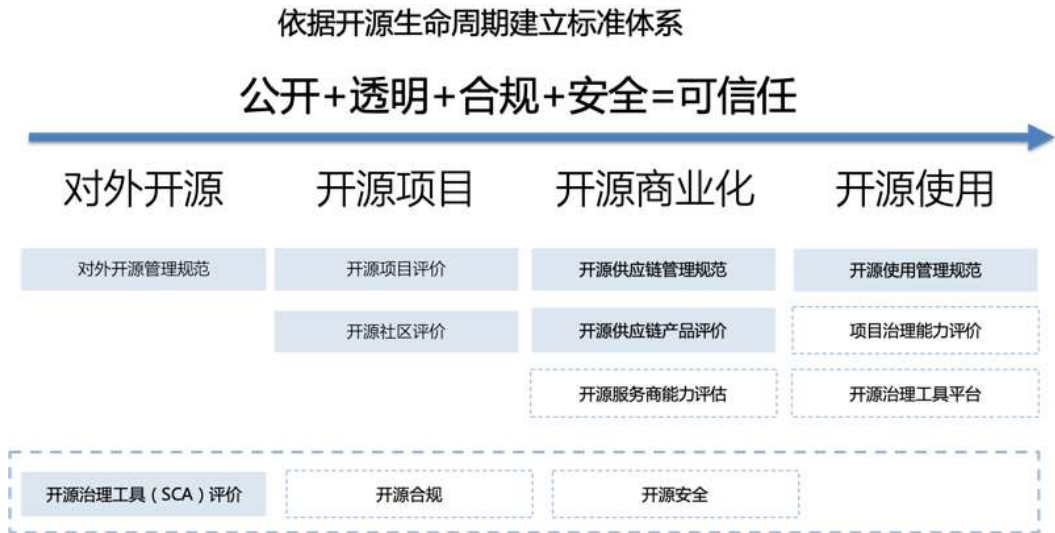 依据开源生命周期建立标准体系
公开+透明+合规+安全=可信任
对外开源 开源项目 开源商业化 开源使用
对外开源管理规范 开源项目评价 开源供应链管理规范 开源使用管理规范
开源社区评价 开源供应链产品评价 项目治理能力评价
开源服务商能力评估 开源治理工具平台
开源治理工具（SCA）评价 开源合规 开源安全